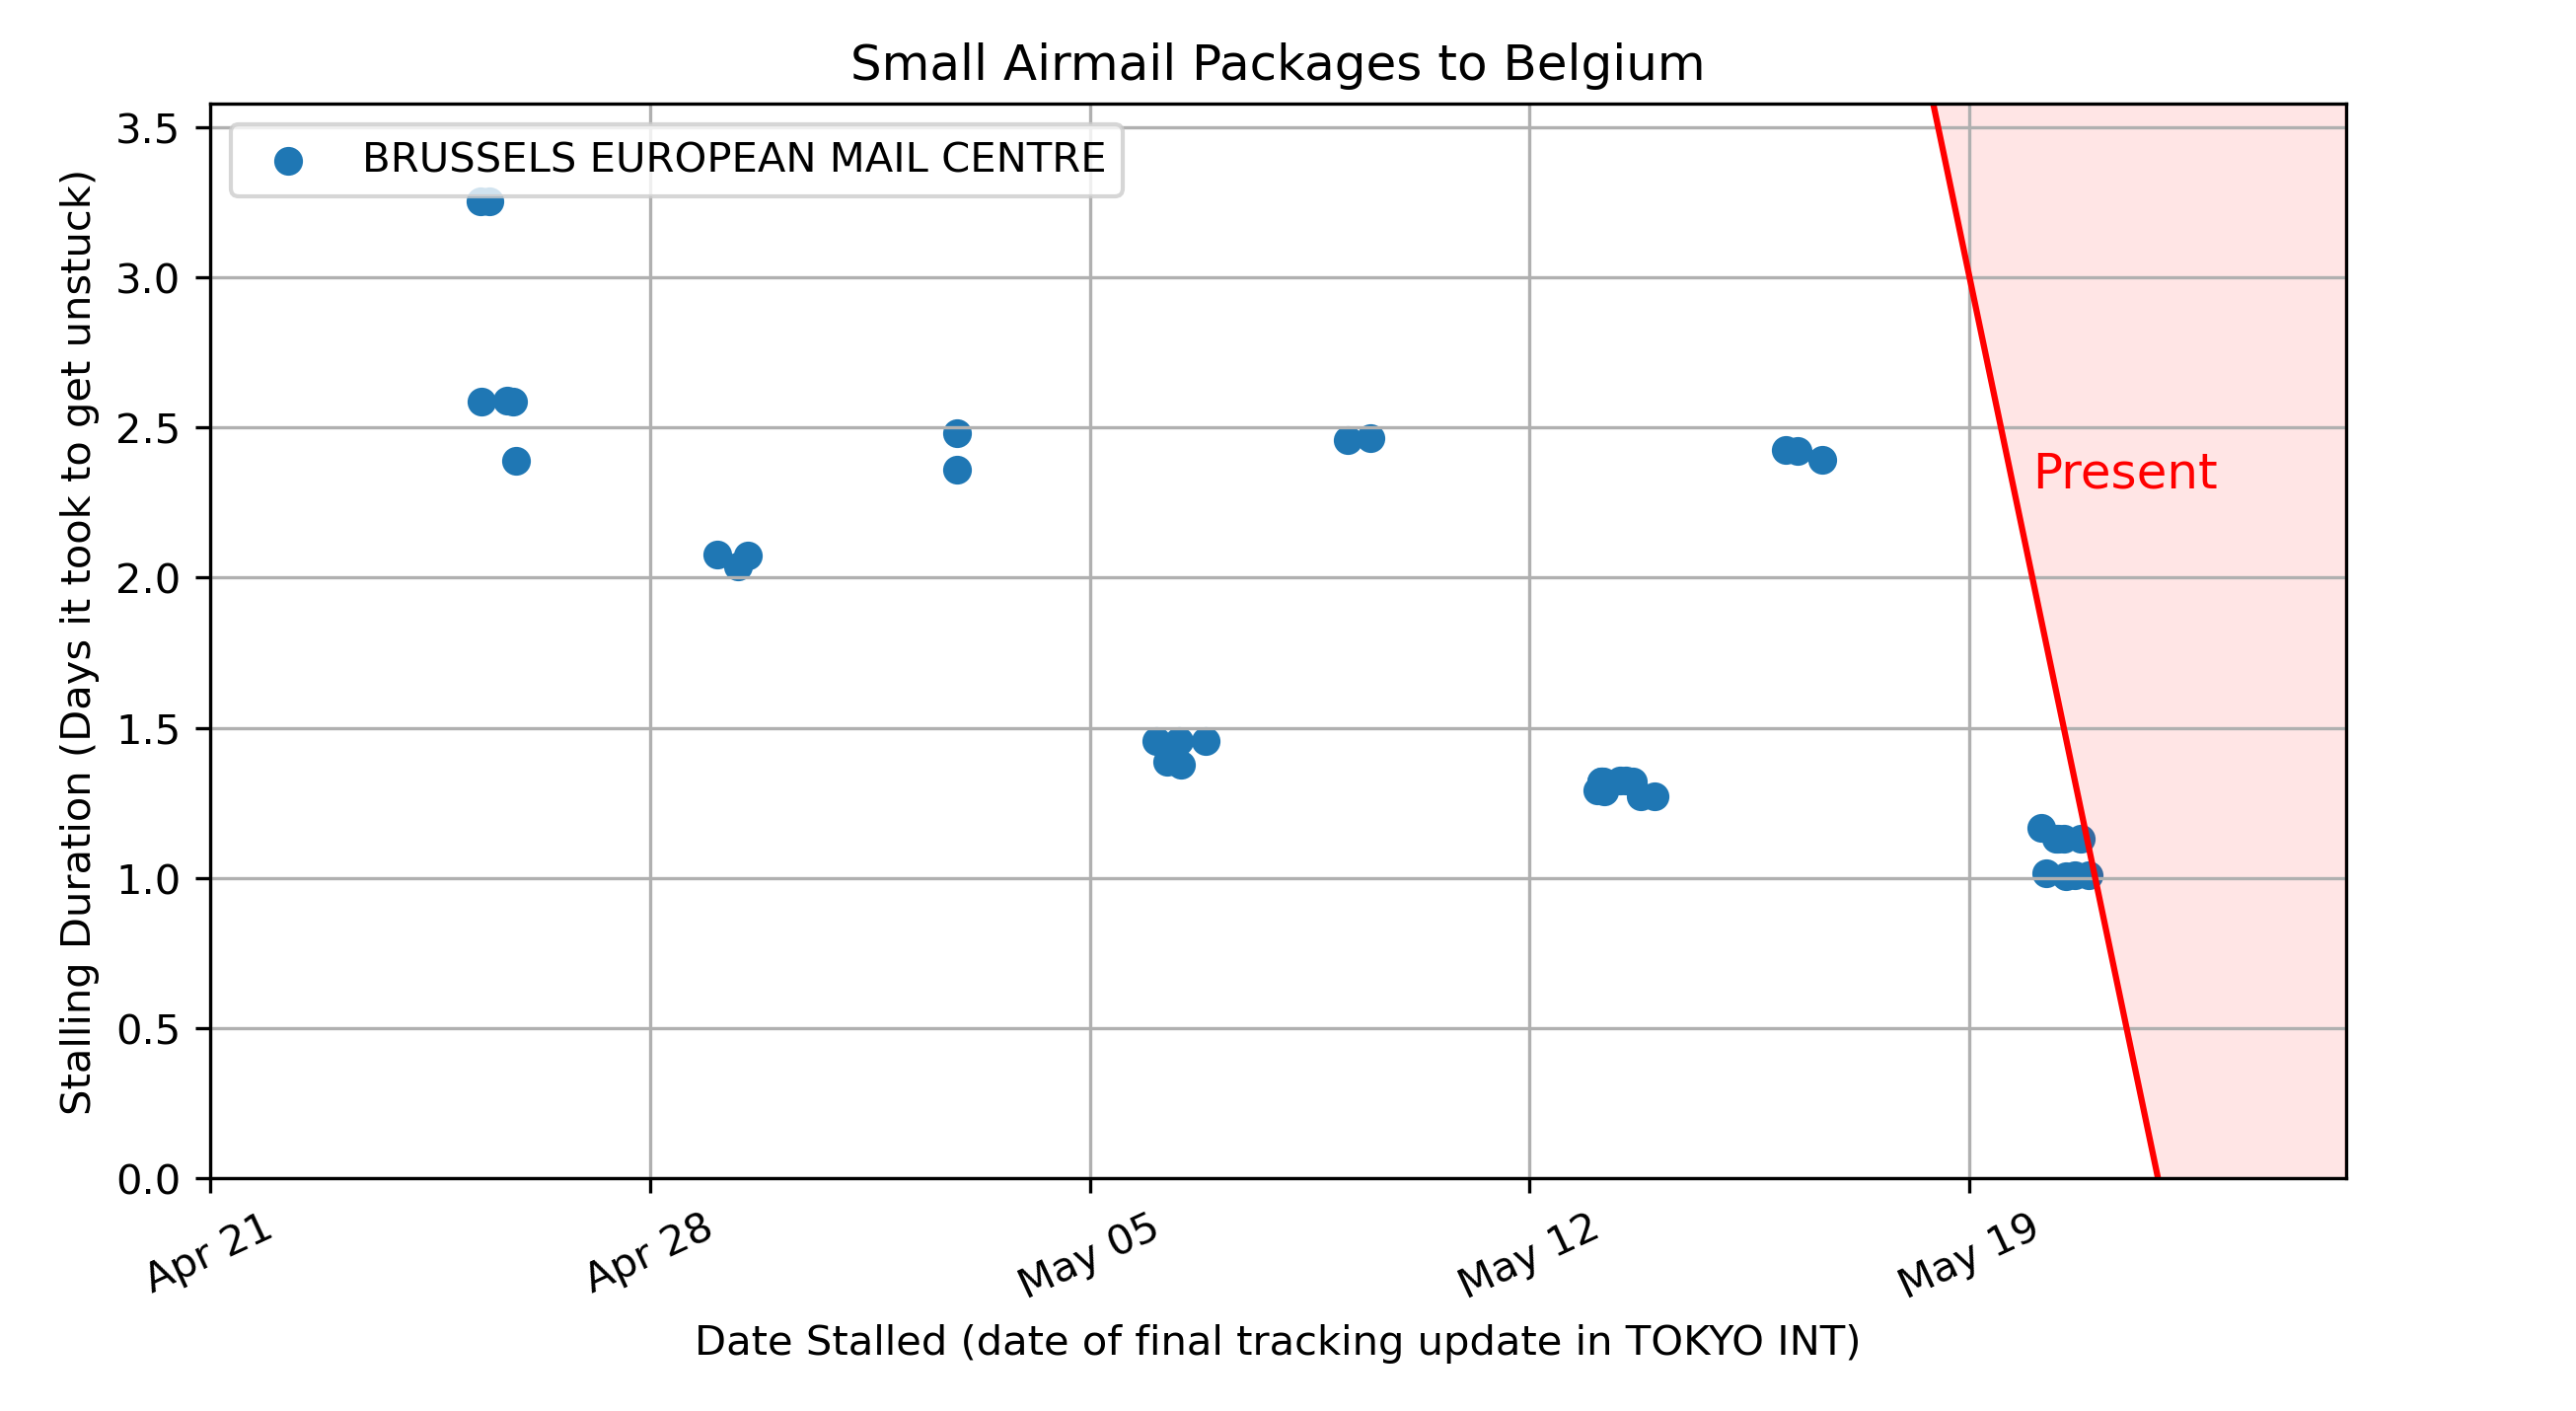 Small Airmail Packages to Belgium
BRUSSELS EUROPEAN MAIL CENTRE
Stalling Duration (Days it took to get unstuck)
3.5
3.0
2.5
2.0
1.5
1.0
0.5
0.0
Present
Apr 21
Apr 28
May 05
May 12
May 19
Date Stalled (date of final tracking update in TOKYO INT)